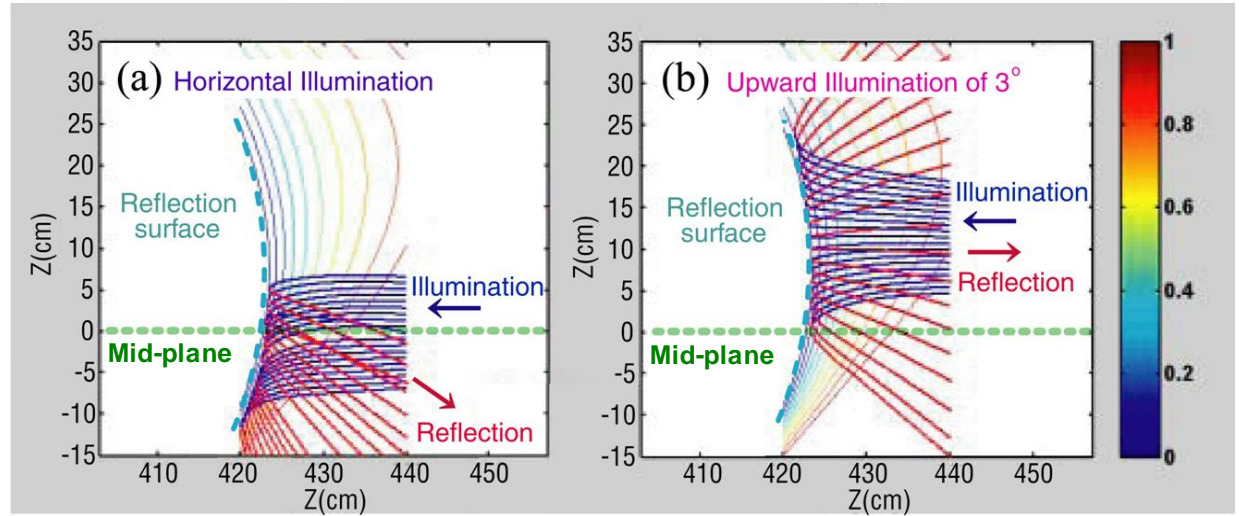 (a) Horizontal Illumination
35
30
25
20
15
10
5
0
-5
-10
-15
Z(cm)
Reflection
surface
Illumination
Mid-plane
Reflection
410
420
430
440
450
Z(cm)
(b) Upward Illumination of 3°
35
30
25
20
15
10
5
0
-5
-10
-15
Z(cm)
Reflection
surface
Illumination
Reflection
Mid-plane
410
420
430
440
450
Z(cm)
1
0.8
0.6
0.4
0.2
0